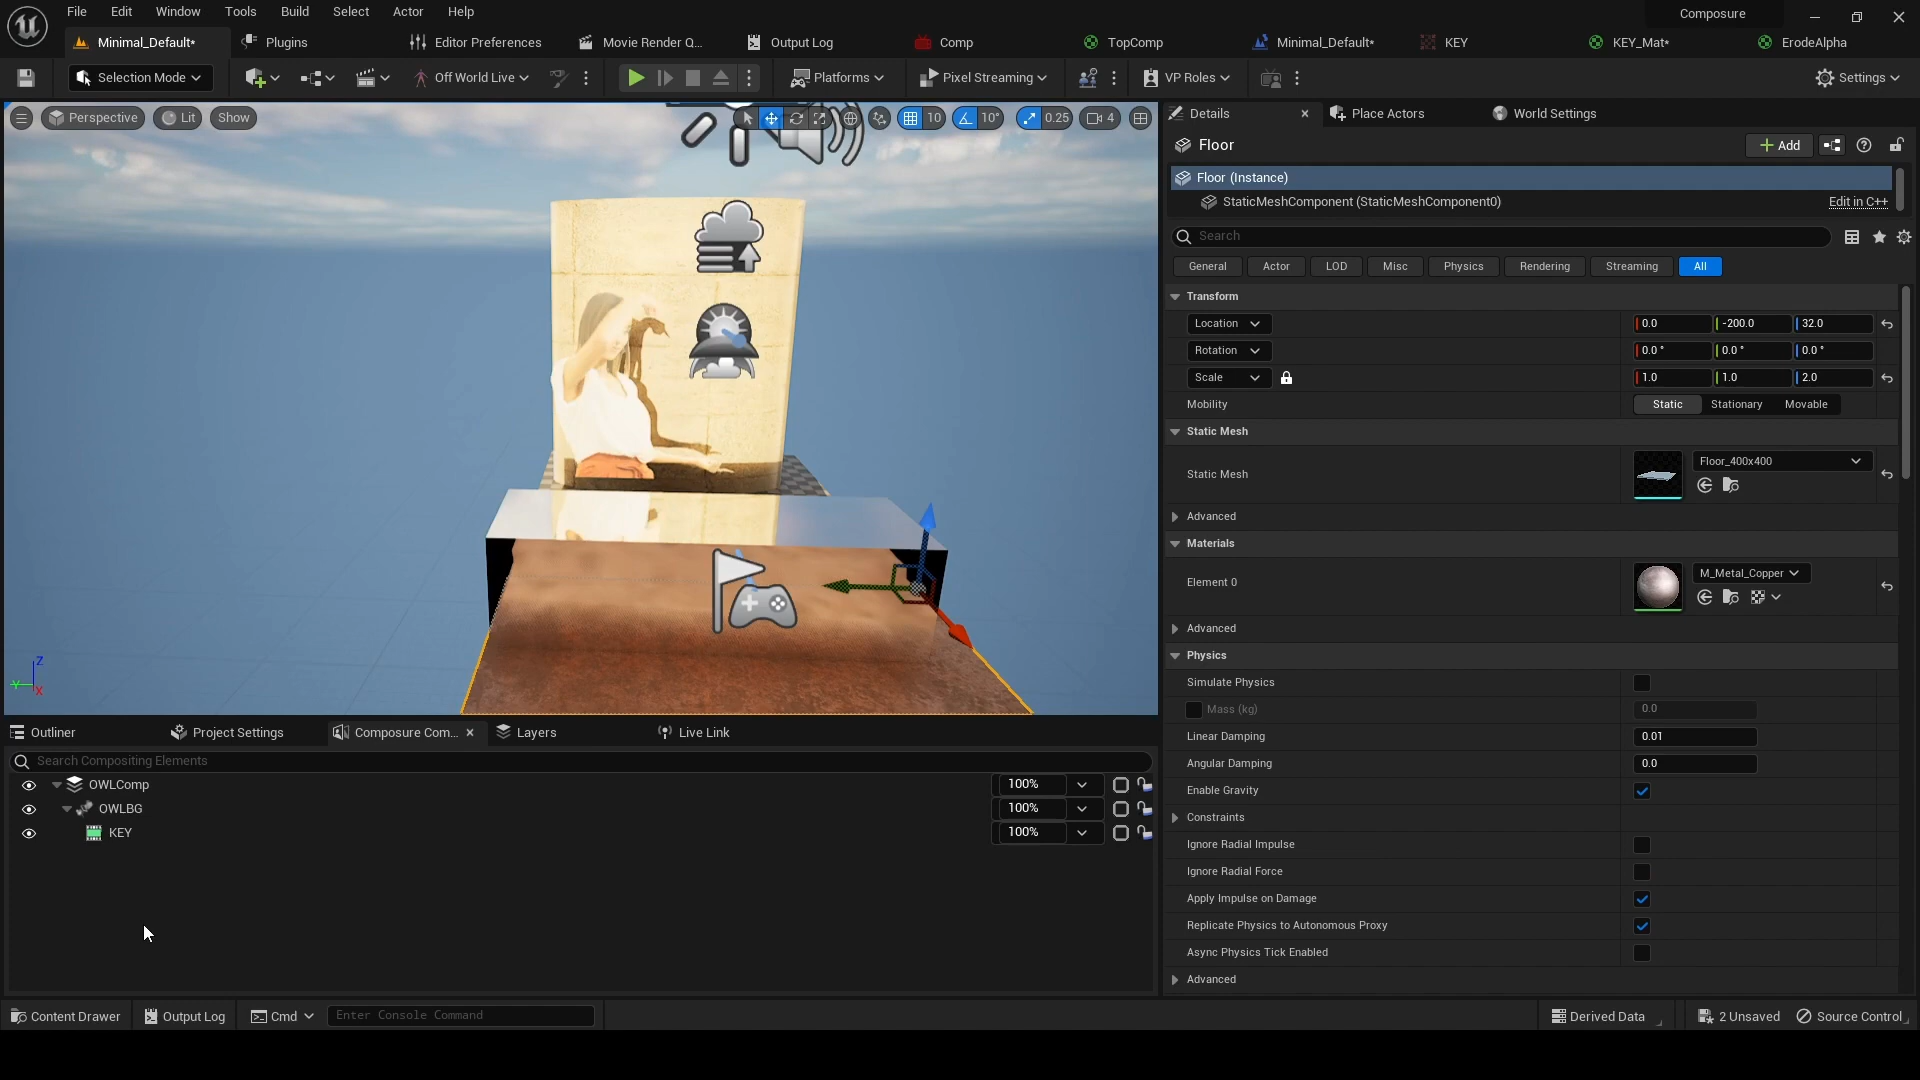 File Edit Window Tools Build Select Actor Help
Composure
Minimal_Default*
Plugins
Editor Preferences
Movie Render Q...
Output Log
Comp
TopComp
Minimal_Default*
KEY
KEY_Mat*
ErodeAlpha
Selection Mode
Off World Live
Platforms
Pixel Streaming
VP Roles
Settings
Perspective
Lit
Show
10
10°
0.25
4
Details
Place Actors
World Settings
Floor
Add
Floor (Instance)
StaticMeshComponent (StaticMeshComponent0)
Edit in C++
Search
General
Actor
LOD
Misc
Physics
Rendering
Streaming
All
Transform
Location
0.0
-200.0
32.0
Rotation
0.0 °
0.0 °
0.0 °
Scale
1.0
1.0
2.0
Mobility
Static
Stationary
Movable
Static Mesh
Static Mesh
Floor_400x400
Advanced
Materials
Element 0
M_Metal_Copper
Advanced
Physics
Simulate Physics
Mass (kg)
0.0
Linear Damping
0.01
Angular Damping
0.0
Enable Gravity
Constraints
Ignore Radial Impulse
Ignore Radial Force
Apply Impulse on Damage
Replicate Physics to Autonomous Proxy
Async Physics Tick Enabled
Advanced
Z
Y
X
Outliner
Project Settings
Composure Com...
Layers
Live Link
Search Compositing Elements
OWLComp
100%
OWLBG
100%
KEY
100%
Content Drawer
Output Log
Cmd
Enter Console Command
Derived Data
2 Unsaved
Source Control